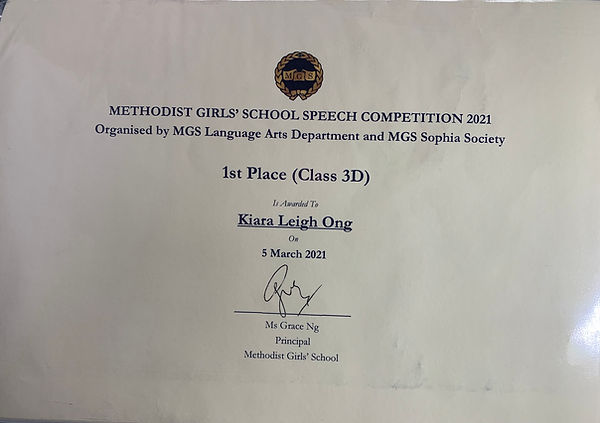 MGS
METHODIST GIRLS' SCHOOL SPEECH COMPETITION 2021
Organised by MGS Language Arts Department and MGS Sophia Society
1st Place (Class 3D)
Is Awarded To
Kiara Leigh Ong
On
5 March 2021
Ms Grace Ng
Principal
Methodist Girls' School